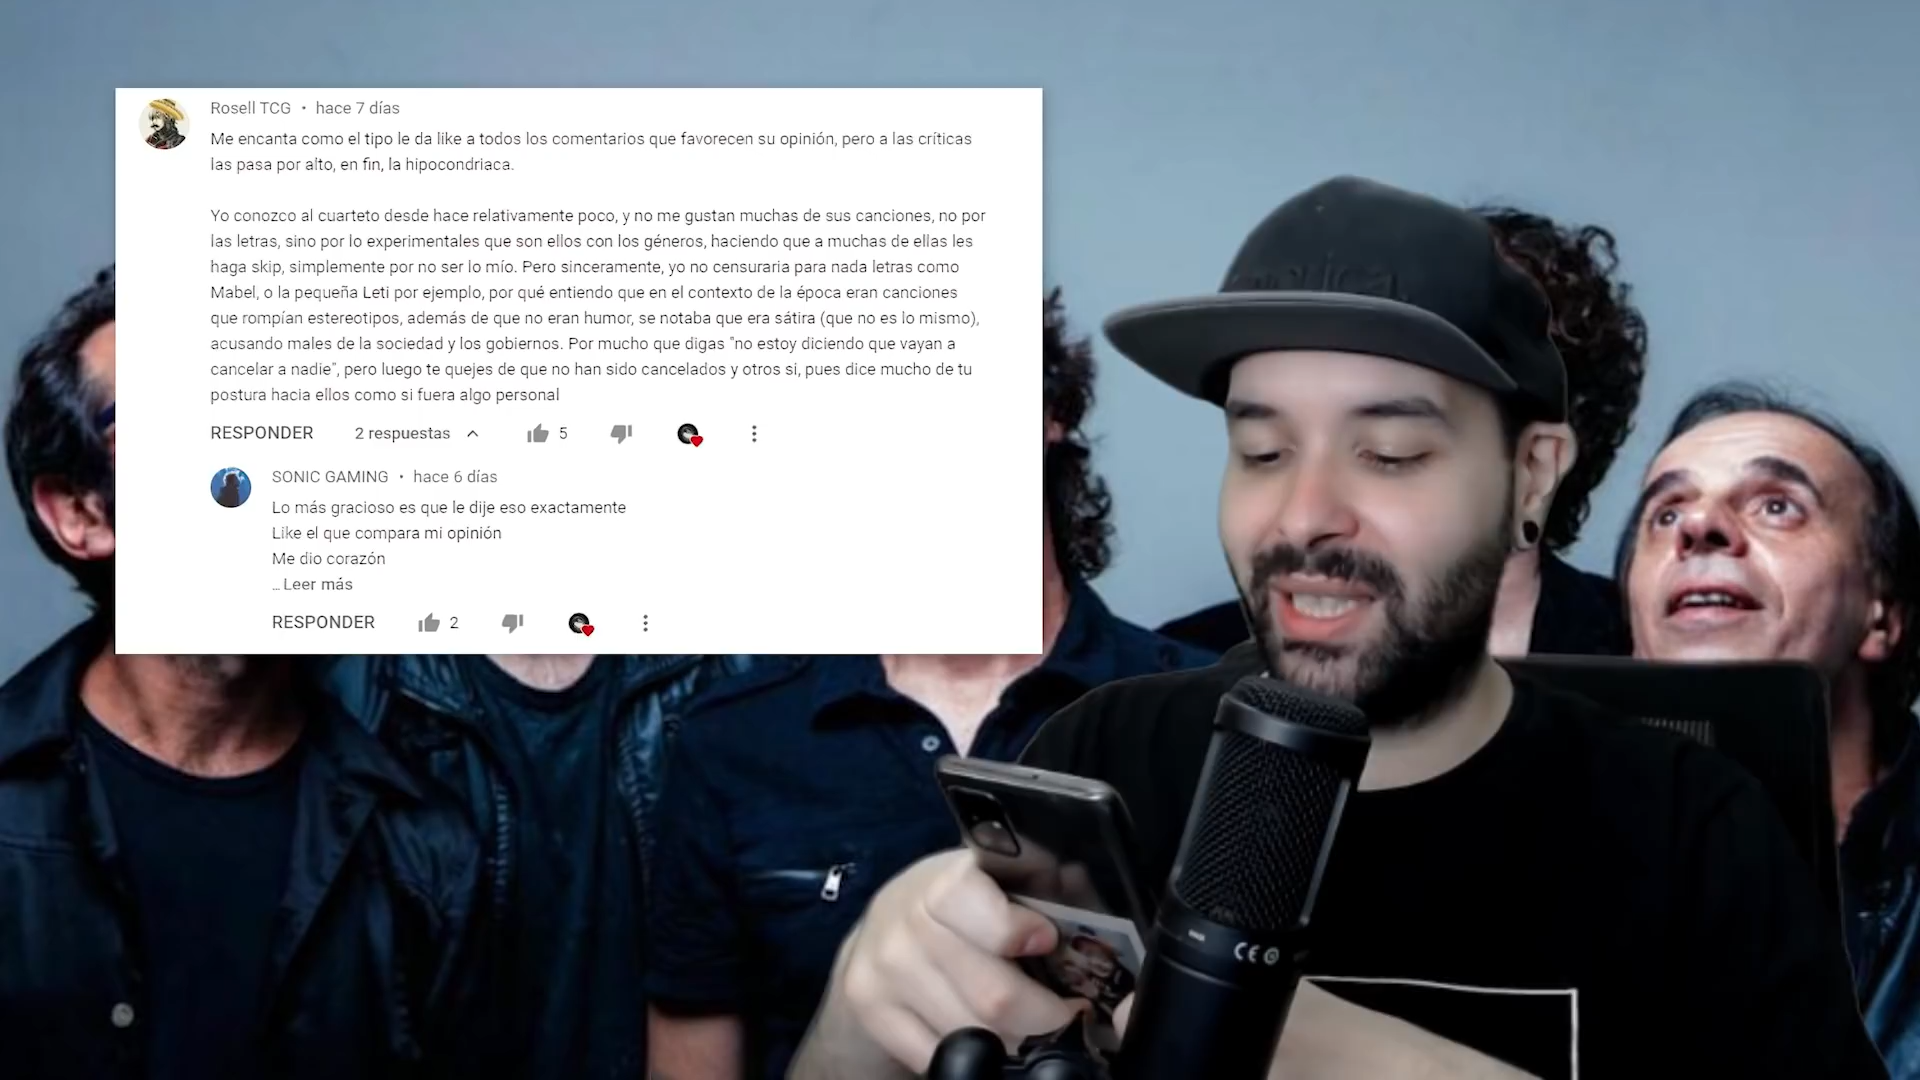 Rosell TCG • hace 7 días
Me encanta como el tipo le da like a todos los comentarios que favorecen su opinión, pero a las críticas
las pasa por alto, en fin, la hipocondriaca.
Yo conozco al cuarteto desde hace relativamente poco, y no me gustan muchas de sus canciones, no por
las letras, sino por lo experimentales que son ellos con los géneros, haciendo que a muchas de ellas les
haga skip, simplemente por no ser lo mío. Pero sinceramente, yo no censuraria para nada letras como
Mabel, o la pequeña Leti por ejemplo, por qué entiendo que en el contexto de la época eran canciones
que rompían estereotipos, además de que no eran humor, se notaba que era sátira (que no es lo mismo),
acusando males de la sociedad y los gobiernos. Por mucho que digas "no estoy diciendo que vayan a
cancelar a nadie", pero luego te quejes de que no han sido cancelados y otros si, pues dice mucho de tu
postura hacia ellos como si fuera algo personal
RESPONDER 2 respuestas 5
SONIC GAMING • hace 6 días
Lo más gracioso es que le dije eso exactamente
Like el que compara mi opinión
Me dio corazón
... Leer más
RESPONDER 2
CE